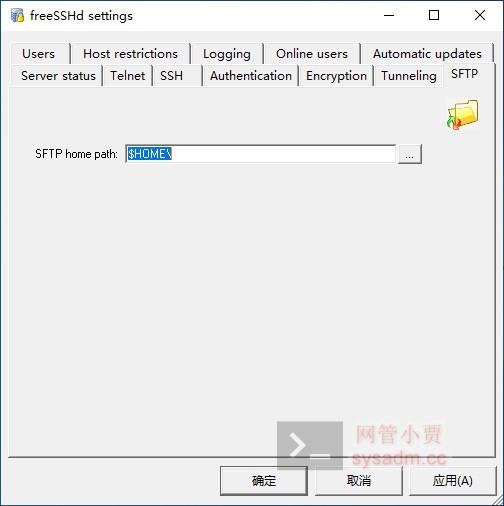 freeSSHd settings
Users Host restrictions Logging Online users Automatic updates
Server status Telnet SSH Authentication Encryption Tunneling SFTP
SFTP home path: $HOME\ ...
网管小贾
sysadm.cc
确定 取消 应用(A)